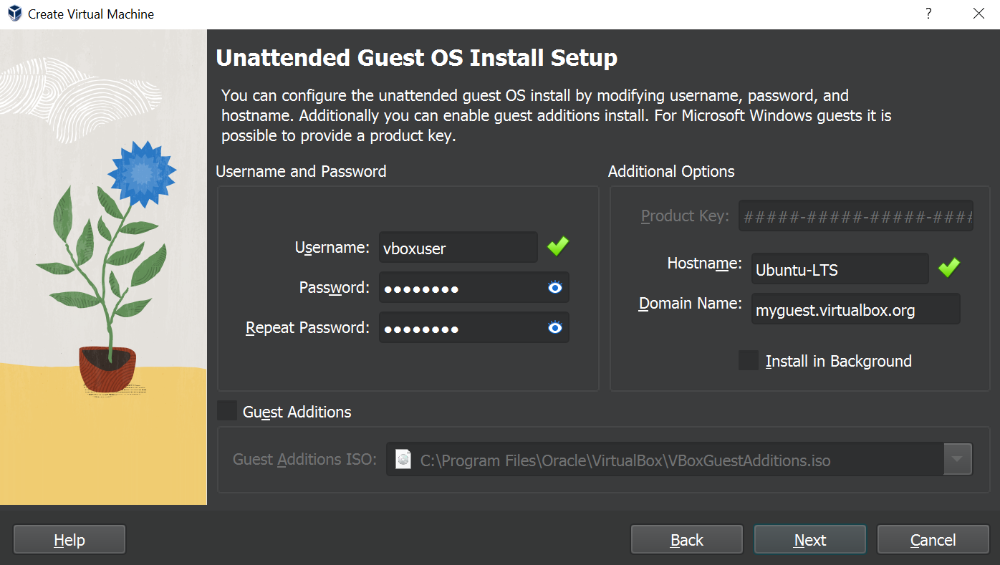 Create Virtual Machine
?
Unattended Guest OS Install Setup
You can configure the unattended guest OS install by modifying username, password, and
hostname. Additionally you can enable guest additions install. For Microsoft Windows guests it is
possible to provide a product key.
Username and Password
Username: vboxuser
Password: ●●●●●●●●
Repeat Password: ●●●●●●●●
Additional Options
Product Key: #####-#####-#####-####
Hostname: Ubuntu-LTS
Domain Name: myguest.virtualbox.org
Install in Background
Guest Additions
Guest Additions ISO: C:\Program Files\Oracle\VirtualBox\VBoxGuestAdditions.iso
Help
Back
Next
Cancel